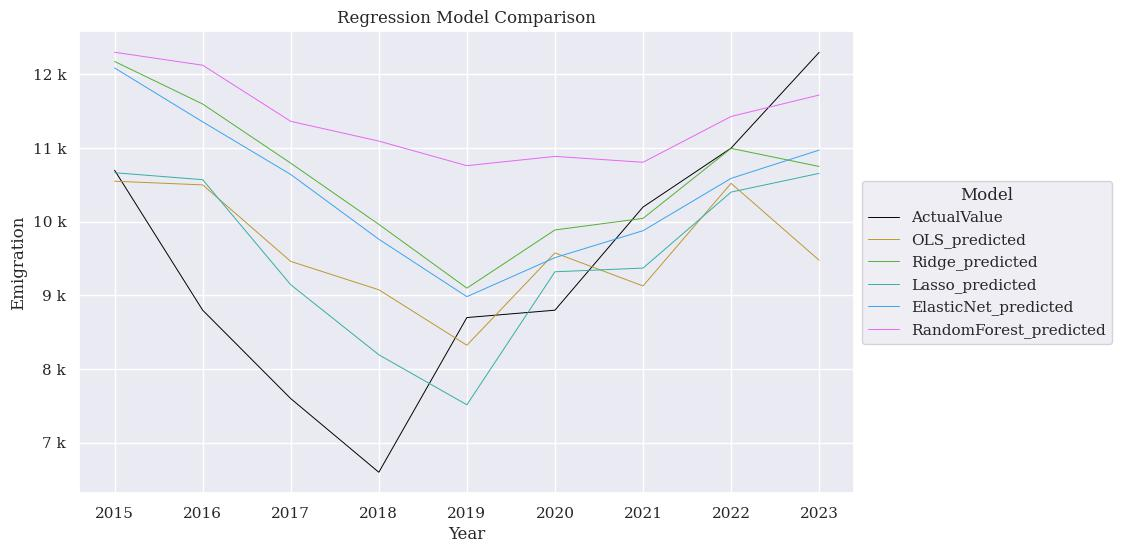 Regression Model Comparison
12 k
11 k
10 k
9 k
8 k
7 k
Emigration
2015 2016 2017 2018 2019 2020 2021 2022 2023
Year
Model
ActualValue
OLS_predicted
Ridge_predicted
Lasso_predicted
ElasticNet_predicted
RandomForest_predicted